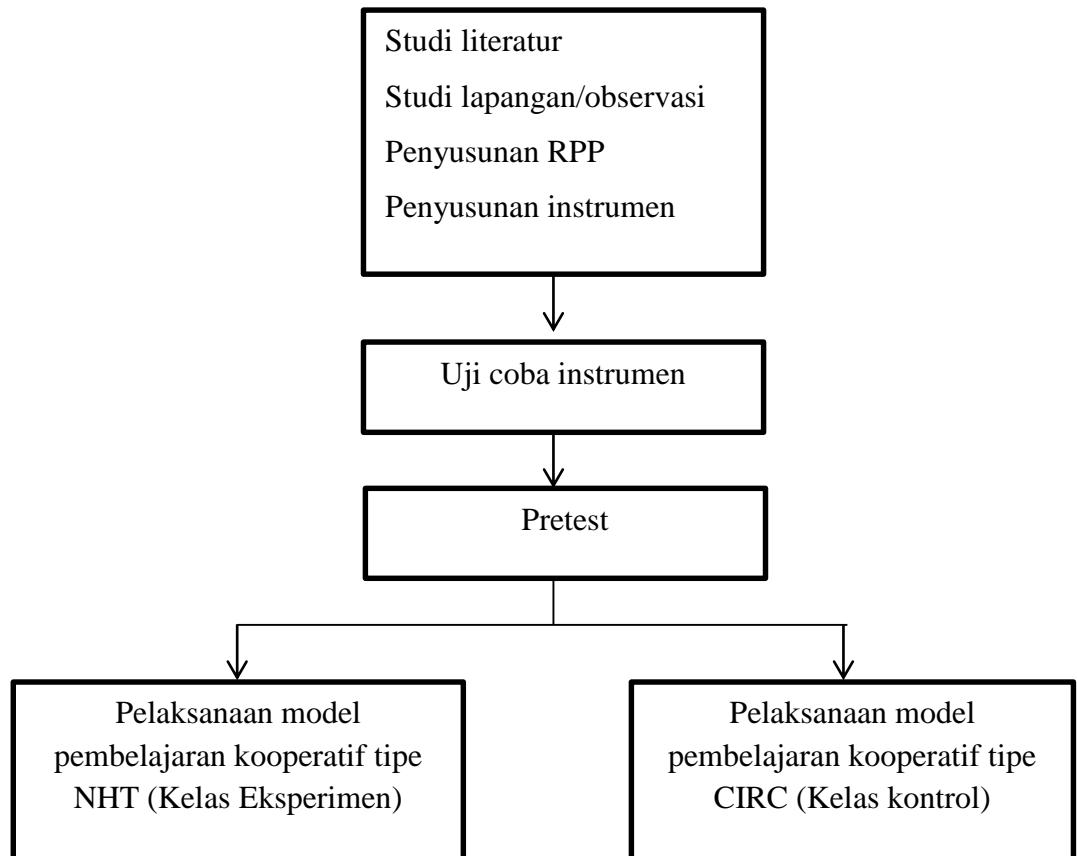 Studi literatur
Studi lapangan/observasi
Penyusunan RPP
Penyusunan instrumen
Uji coba instrumen
Pretest
Pelaksanaan model
pembelajaran kooperatif tipe
NHT (Kelas Eksperimen)
Pelaksanaan model
pembelajaran kooperatif tipe
CIRC (Kelas kontrol)